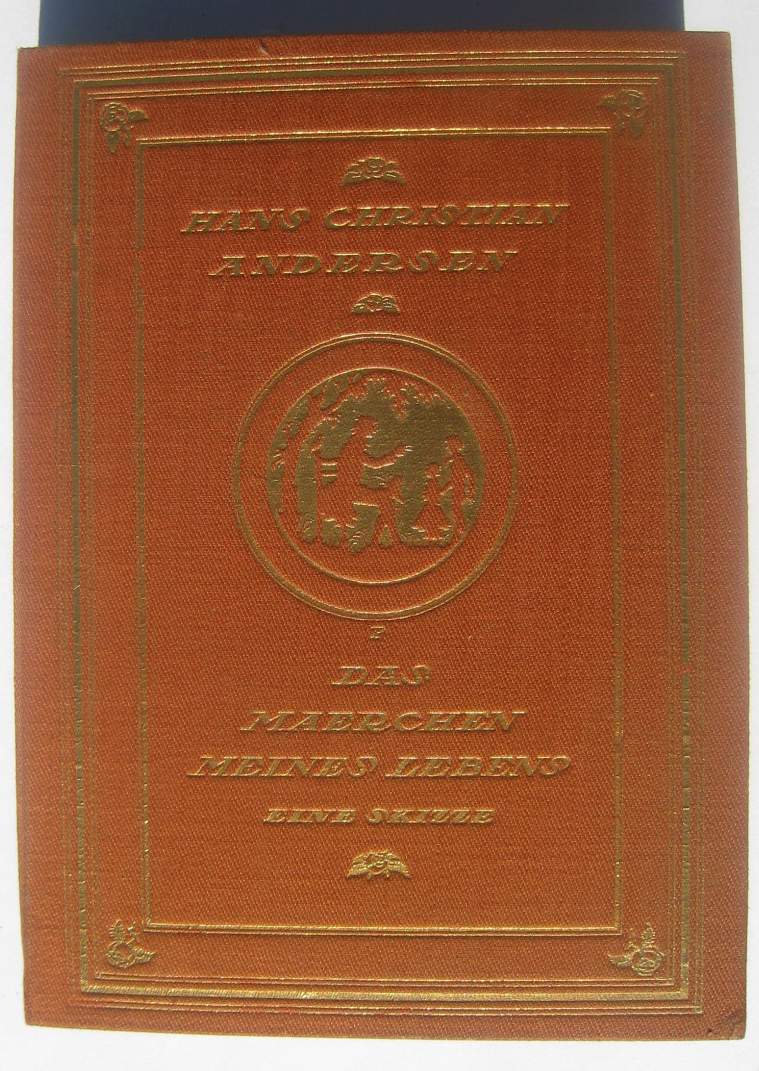 HANS CHRISTIAN
ANDERSEN
F
DAS
MAERCHEN
MEINES LEBENS
EINE SKIZZE